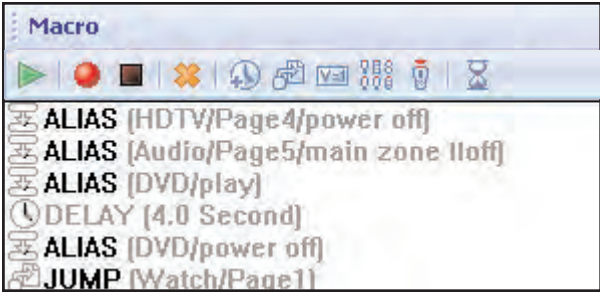 Macro
V=1
ALIAS (HDTV/Page4/power off)
ALIAS (Audio/Page5/main zone IIoff)
ALIAS (DVD/play)
DELAY (4.0 Second)
ALIAS (DVD/power off)
JUMP (Watch/Page1)